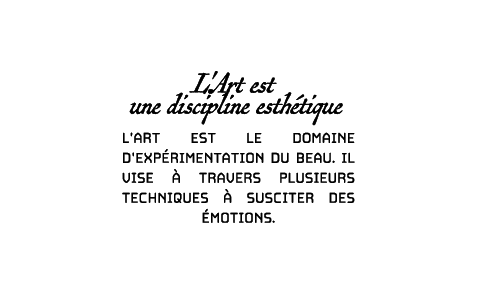 L'Art est
une discipline esthétique
L'ART EST LE DOMAINE
D'EXPÉRIMENTATION DU BEAU. IL
VISE À TRAVERS PLUSIEURS
TECHNIQUES À SUSCITER DES
ÉMOTIONS.